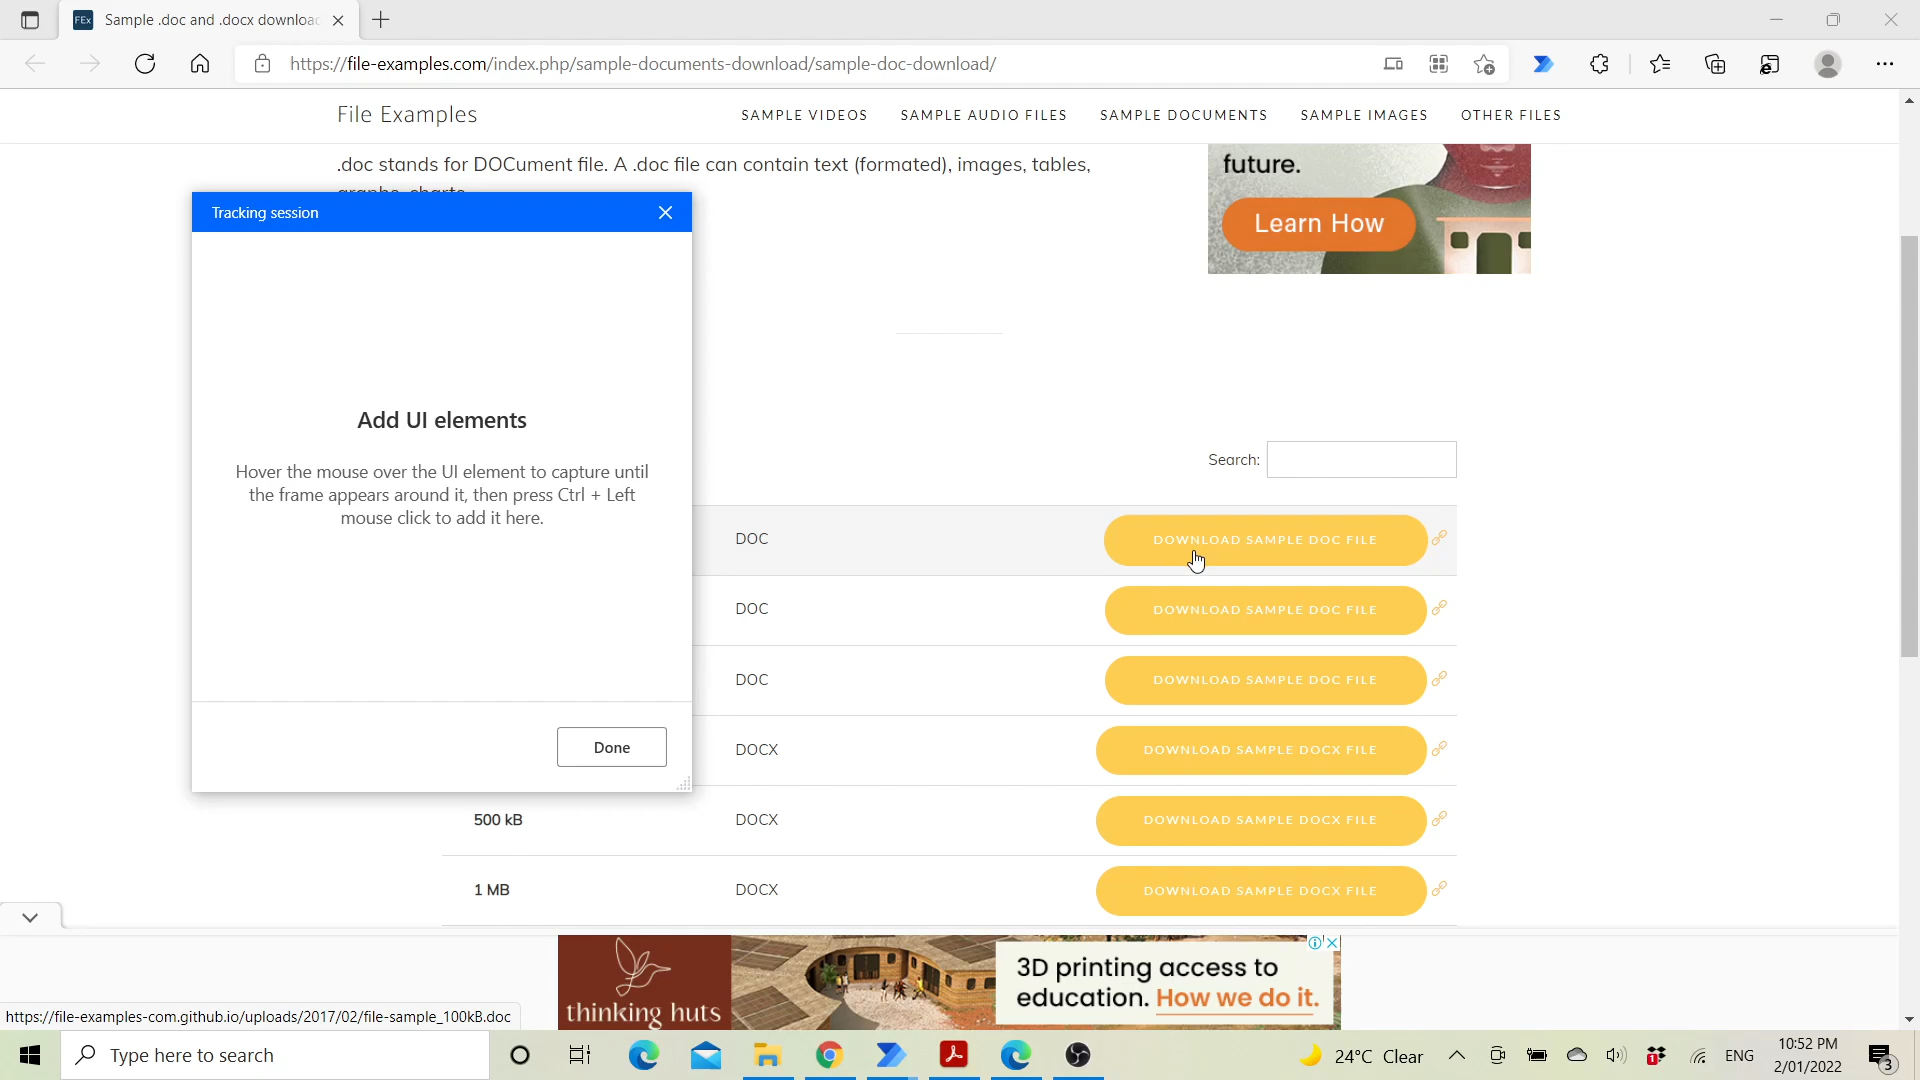 FEx Sample .doc and .docx download
https://file-examples.com/index.php/sample-documents-download/sample-doc-download/
File Examples
SAMPLE VIDEOS SAMPLE AUDIO FILES SAMPLE DOCUMENTS SAMPLE IMAGES OTHER FILES
.doc stands for DOCument file. A .doc file can contain text (formated), images, tables,
graphs, charts
future.
Learn How
Tracking session
Add UI elements
Hover the mouse over the UI element to capture until
the frame appears around it, then press Ctrl + Left
mouse click to add it here.
Done
Search:
DOC DOWNLOAD SAMPLE DOC FILE
DOC DOWNLOAD SAMPLE DOC FILE
DOC DOWNLOAD SAMPLE DOC FILE
DOCX DOWNLOAD SAMPLE DOCX FILE
500 kB DOCX DOWNLOAD SAMPLE DOCX FILE
1 MB DOCX DOWNLOAD SAMPLE DOCX FILE
thinking huts
3D printing access to
education. How we do it.
https://file-examples-com.github.io/uploads/2017/02/file-sample_100kB.doc
Type here to search
24°C Clear
1
ENG
10:52 PM
2/01/2022
3